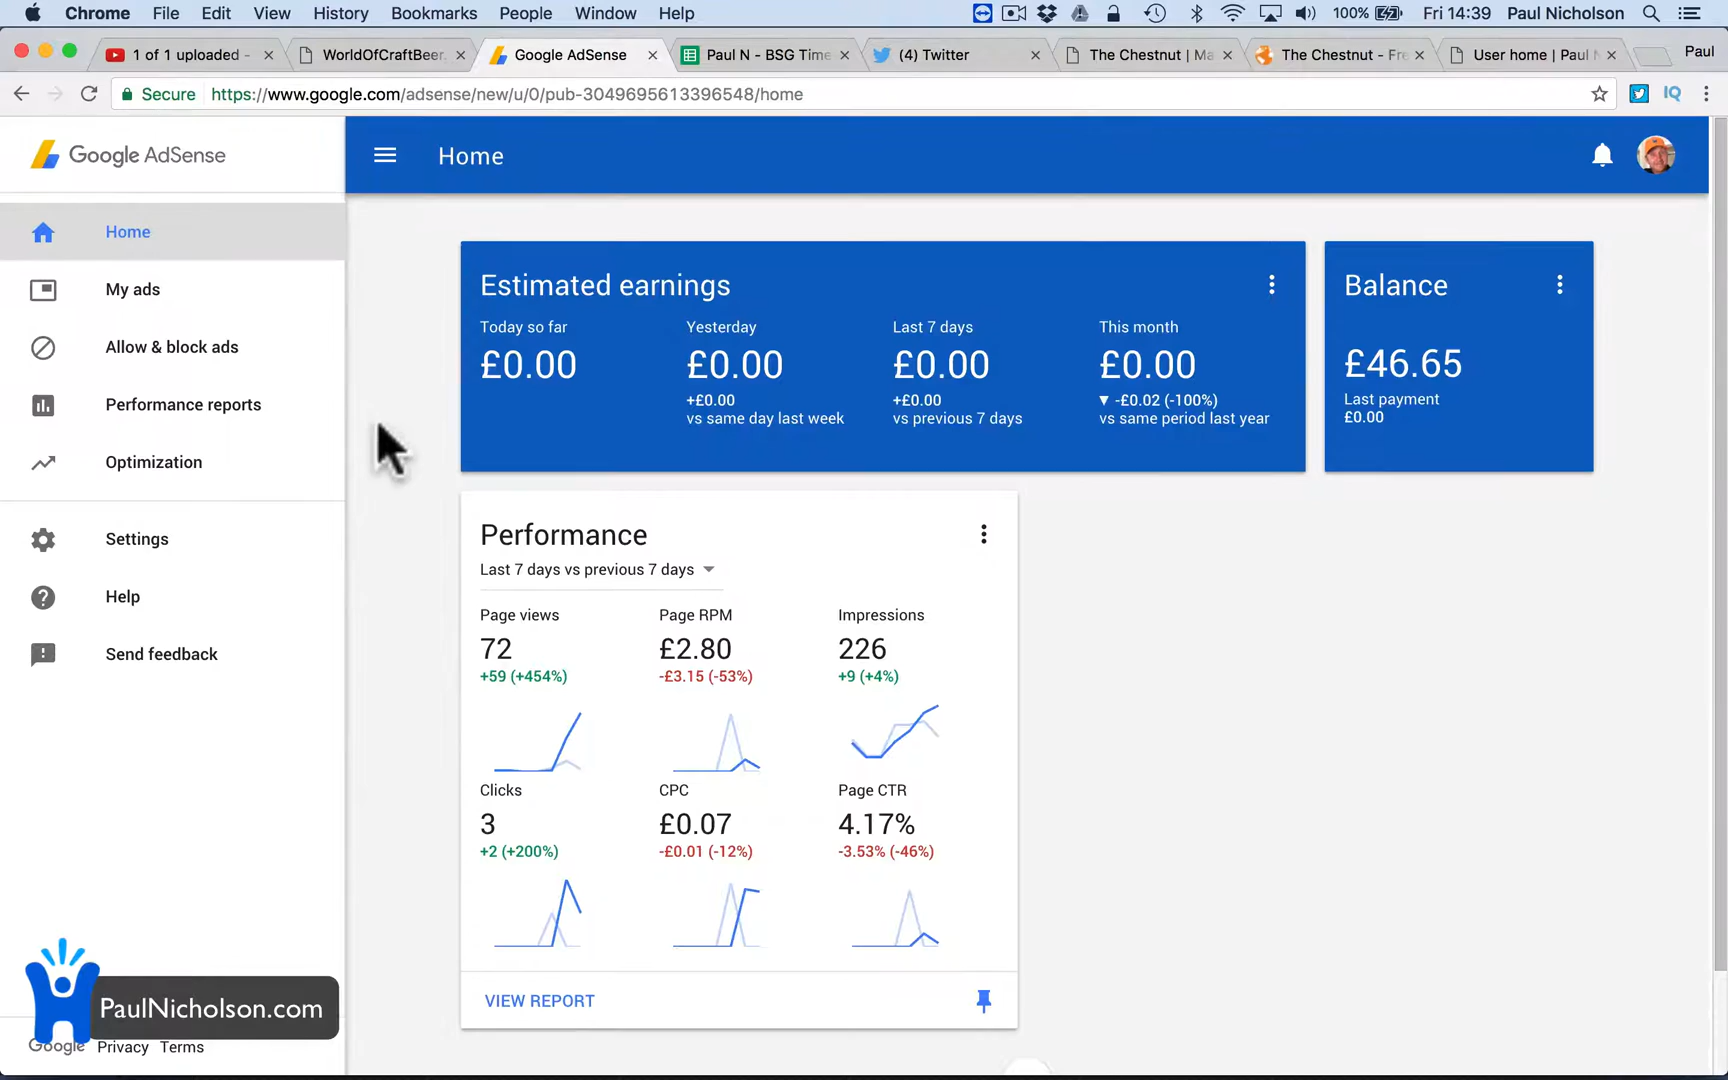 Chrome File Edit View History Bookmarks People Window Help 100% Fri 14:39 Paul Nicholson
1 of 1 uploaded - WorldOfCraftBeer. Google AdSense Paul N - BSG Time (4) Twitter The Chestnut | Ma The Chestnut - Fre User home | Paul N Paul
Secure https://www.google.com/adsense/new/u/0/pub-3049695613396548/home IQ
Google AdSense
Home
Home
My ads
Allow & block ads
Performance reports
Optimization
Settings
Help
Send feedback
Estimated earnings
Today so far Yesterday Last 7 days This month
£0.00 £0.00 £0.00 £0.00
+£0.00 +£0.00 ▼ -£0.02 (-100%)
vs same day last week vs previous 7 days vs same period last year
Balance
£46.65
Last payment
£0.00
Performance
Last 7 days vs previous 7 days
Page views Page RPM Impressions
72 £2.80 226
+59 (+454%) -£3.15 (-53%) +9 (+4%)
Clicks CPC Page CTR
3 £0.07 4.17%
+2 (+200%) -£0.01 (-12%) -3.53% (-46%)
VIEW REPORT
PaulNicholson.com
Google Privacy Terms